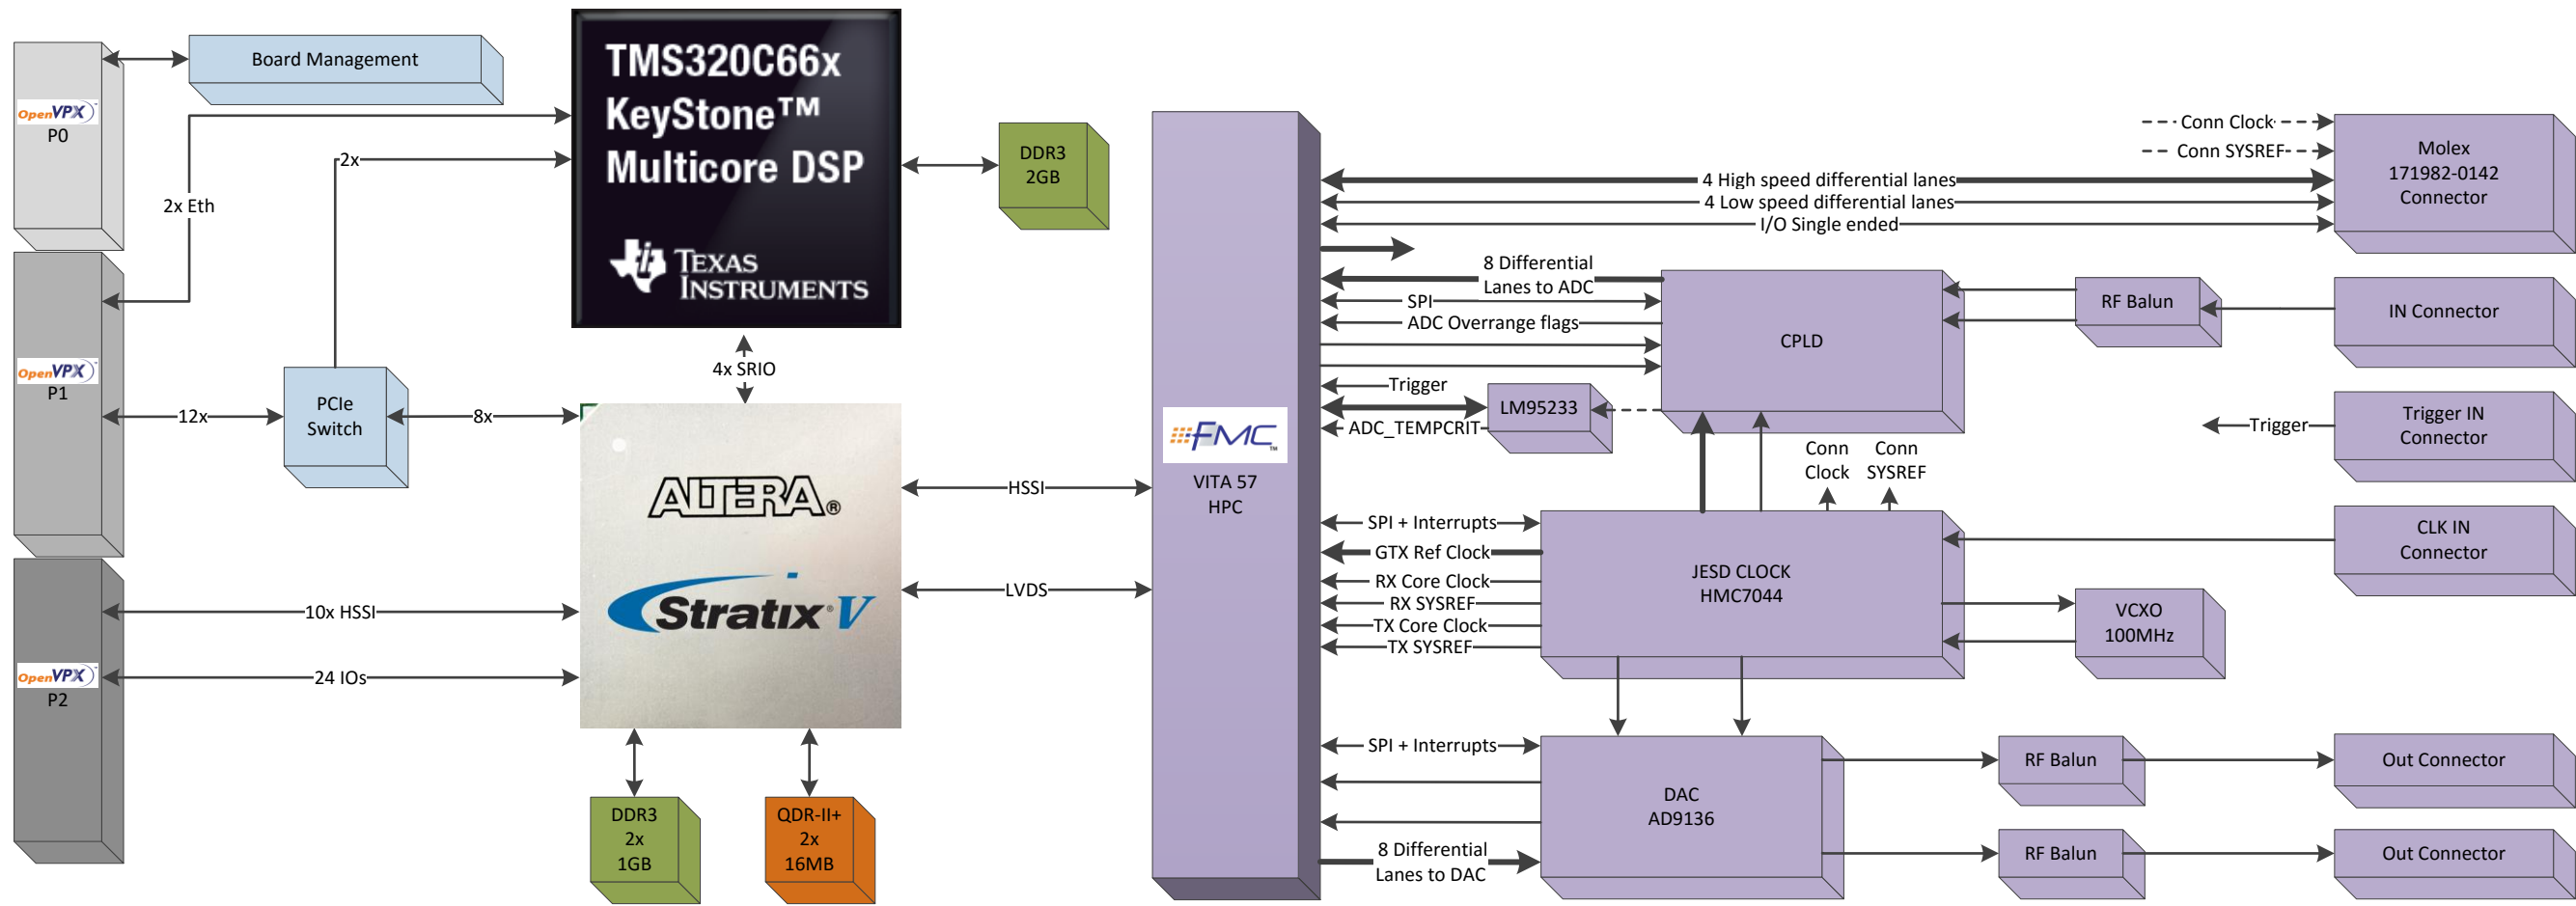 Board Management
OpenVPX™
P0
2x Eth
2x
TMS320C66x
KeyStone™
Multicore DSP
TEXAS
INSTRUMENTS
DDR3
2GB
OpenVPX™
P1
12x
PCIe
Switch
8x
4x SRIO
ALTERA®
Stratix® V
HSSI
LVDS
OpenVPX™
P2
10x HSSI
24 IOs
DDR3
2x
1GB
QDR-II+
2x
16MB
FMC™
VITA 57
HPC
Conn Clock
Conn SYSREF
4 High speed differential lanes
4 Low speed differential lanes
I/O Single ended
Molex
171982-0142
Connector
8 Differential
Lanes to ADC
SPI
ADC Overrange flags
Trigger
ADC_TEMPCRIT
LM95233
CPLD
RF Balun
IN Connector
Trigger
Trigger IN
Connector
Conn
Clock
Conn
SYSREF
SPI + Interrupts
GTX Ref Clock
RX Core Clock
RX SYSREF
TX Core Clock
TX SYSREF
JESD CLOCK
HMC7044
CLK IN
Connector
VCXO
100MHz
SPI + Interrupts
8 Differential
Lanes to DAC
DAC
AD9136
RF Balun
Out Connector
RF Balun
Out Connector